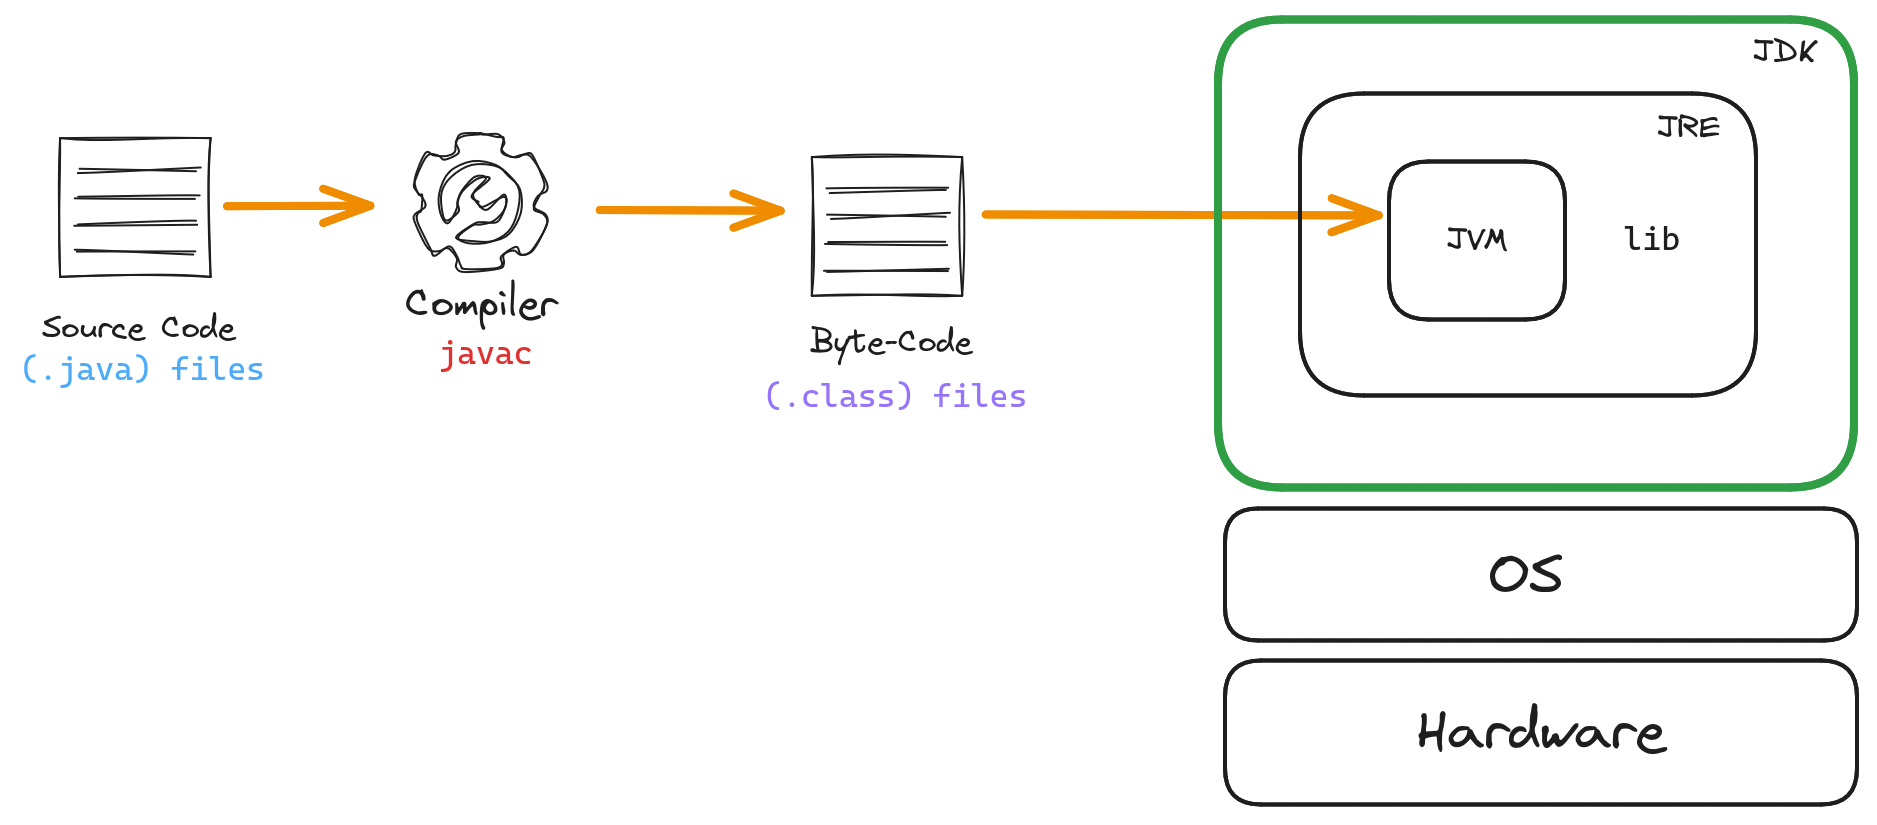 Source Code
(.java) files
Compiler
javac
Byte-Code
(.class) files
JDK
JRE
JVM
lib
OS
Hardware